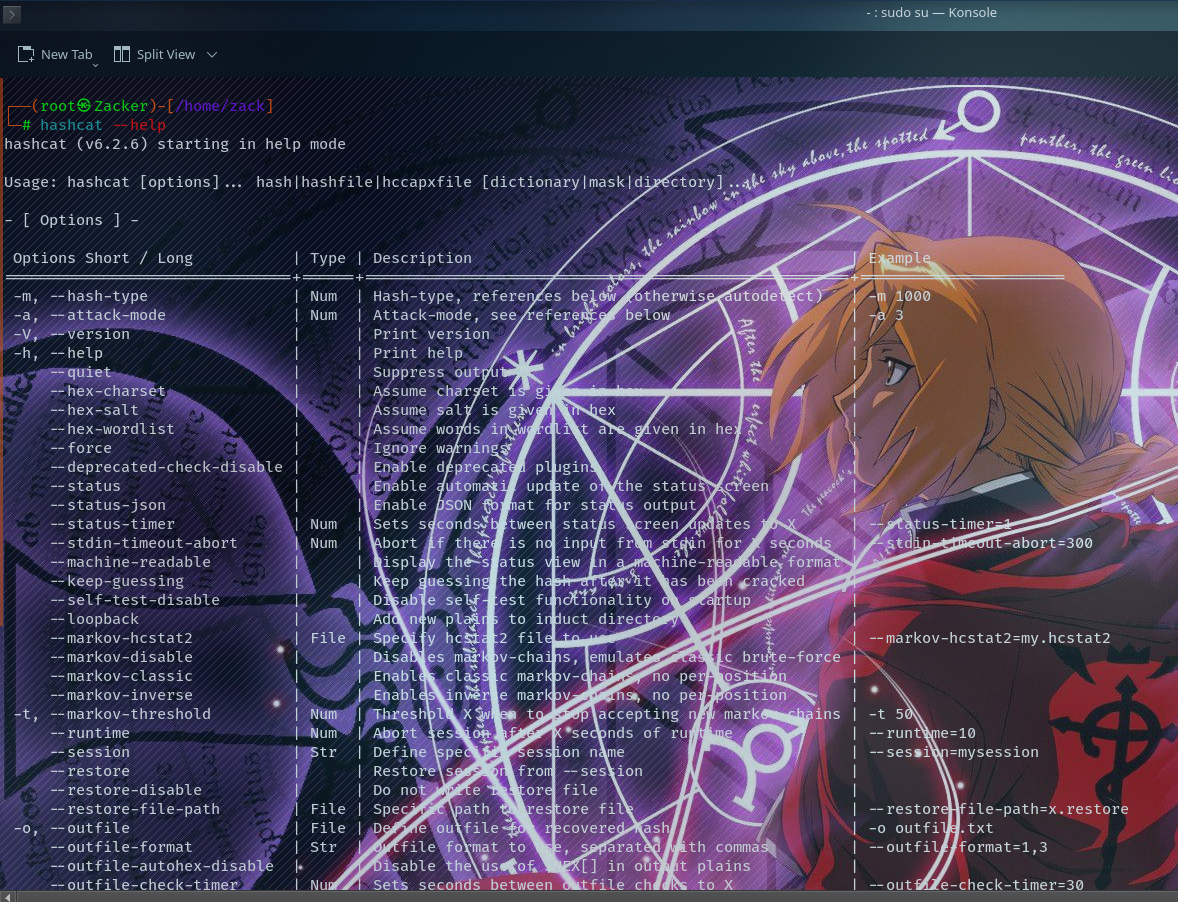 - : sudo su — Konsole
New Tab Split View
┌──(root㉿Zacker)-[/home/zack]
└─# hashcat --help
hashcat (v6.2.6) starting in help mode
Usage: hashcat [options]... hash|hashfile|hccapxfile [dictionary|mask|directory]...
- [ Options ] -
Options Short / Long | Type | Description | Example
-m, --hash-type | Num | Hash-type, references below (otherwise autodetect) | -m 1000
-a, --attack-mode | Num | Attack-mode, see references below | -a 3
-V, --version | | Print version |
-h, --help | | Print help |
--quiet | | Suppress output |
--hex-charset | | Assume charset is given in hex |
--hex-salt | | Assume salt is given in hex |
--hex-wordlist | | Assume words in wordlist are given in hex |
--force | | Ignore warnings |
--deprecated-check-disable | | Enable deprecated plugins |
--status | | Enable automatic update of the status screen |
--status-json | | Enable JSON format for status output |
--status-timer | Num | Sets seconds between status screen updates to X | --status-timer=1
--stdin-timeout-abort | Num | Abort if there is no input from stdin for X seconds | --stdin-timeout-abort=300
--machine-readable | | Display the status view in a machine-readable format |
--keep-guessing | | Keep guessing the hash after it has been cracked |
--self-test-disable | | Disable self-test functionality on startup |
--loopback | | Add new plains to induct directory |
--markov-hcstat2 | File | Specify hcstat2 file to use | --markov-hcstat2=my.hcstat2
--markov-disable | | Disables markov-chains, emulates classic brute-force |
--markov-classic | | Enables classic markov-chains, no per-position |
--markov-inverse | | Enables inverse markov-chains, no per-position |
-t, --markov-threshold | Num | Threshold X when to stop accepting new markov-chains | -t 50
--runtime | Num | Abort session after X seconds of runtime | --runtime=10
--session | Str | Define specific session name | --session=mysession
--restore | | Restore session from --session |
--restore-disable | | Do not write restore file |
--restore-file-path | File | Specific path to restore file | --restore-file-path=x.restore
-o, --outfile | File | Define outfile for recovered hash | -o outfile.txt
--outfile-format | Str | Outfile format to use, separated with commas | --outfile-format=1,3
--outfile-autohex-disable | | Disable the use of $HEX[] in output plains |
--outfile-check-timer | Num | Sets seconds between outfile checks to X | --outfile-check-timer=30
in bright colors, the rainbow in the sky above, the spotted
panther, the green lio
After the